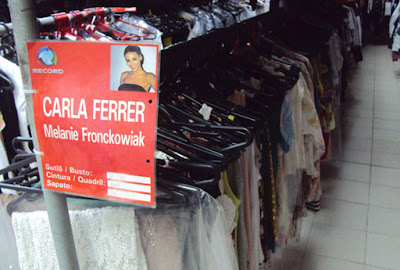 RECORD
CARLA FERRER
Melanie Fronckowiak
Sutiã / Busto:
Cintura / Quadril:
Sapato: